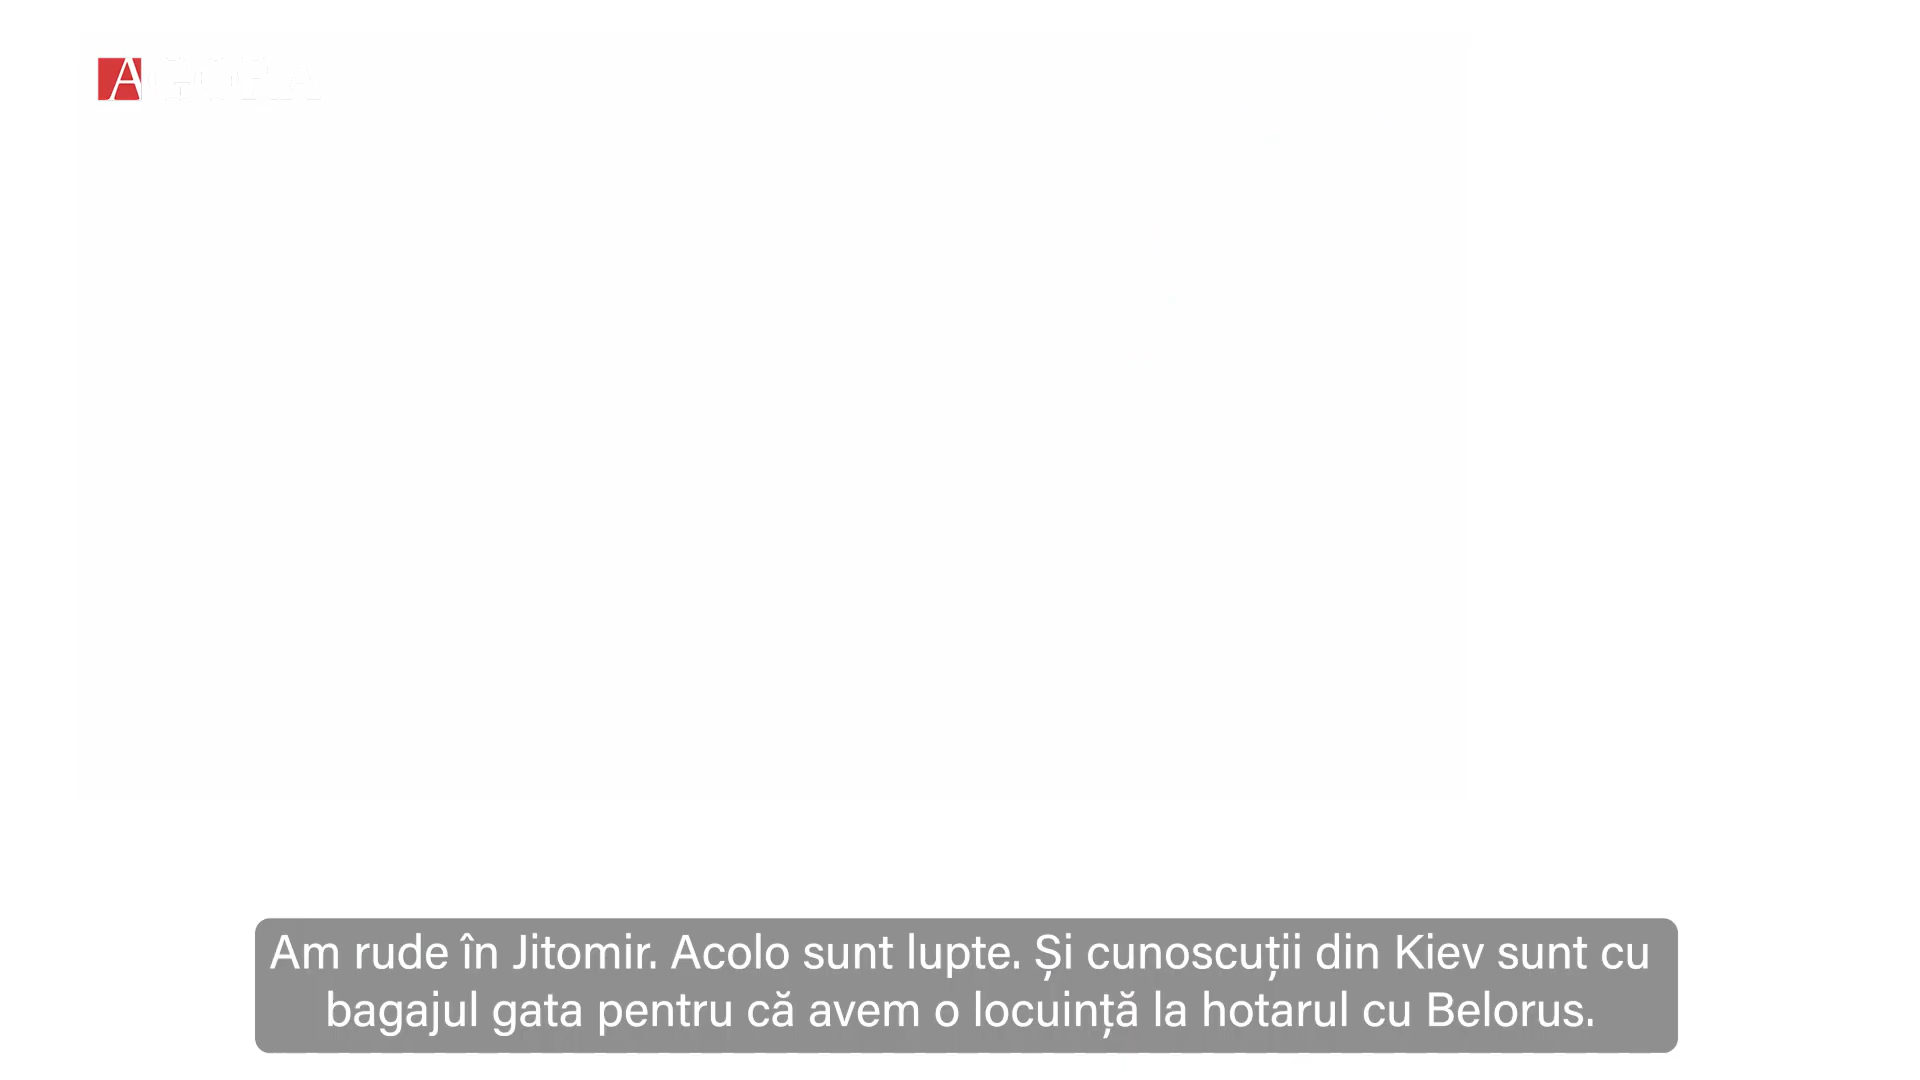 A
Am rude în Jitomir. Acolo sunt lupte. Și cunoscuții din Kiev sunt cu
bagajul gata pentru că avem o locuință la hotarul cu Belorus.